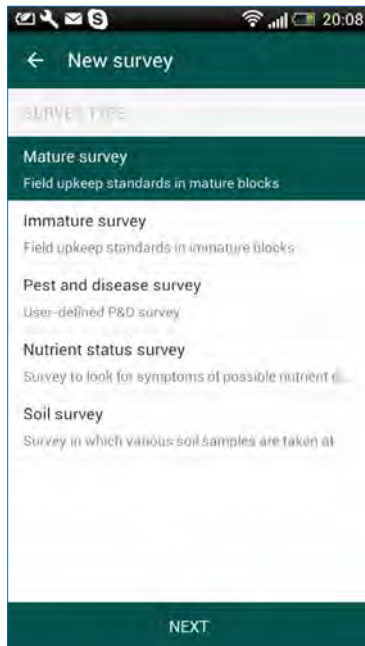 20:08
New survey
SURVEY TYPE
Mature survey
Field upkeep standards in mature blocks
Immature survey
Field upkeep standards in immature blocks
Pest and disease survey
User-defined P&D survey
Nutrient status survey
Survey to look for symptoms of possible nutrient
Soil survey
Survey in which various soil samples are taken at
NEXT